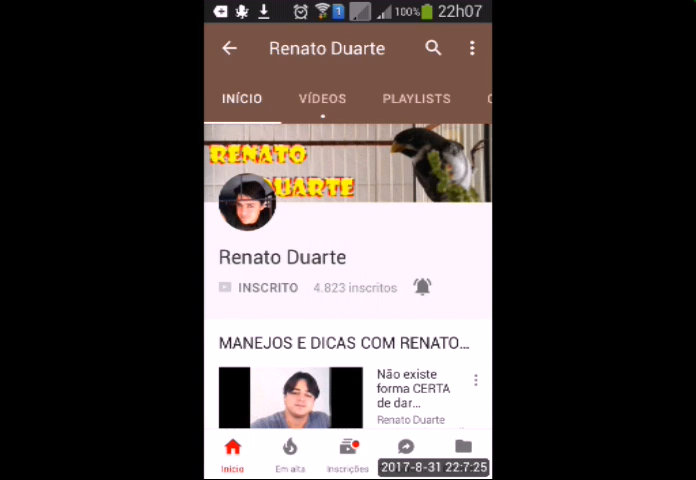 1 100% 22h07
Renato Duarte
INÍCIO VÍDEOS PLAYLISTS
RENATO
DUARTE
Renato Duarte
INSCRITO 4.823 inscritos
MANEJOS E DICAS COM RENATO...
Não existe
forma CERTA
de dar...
Renato Duarte
Início Em alta Inscrições
2017-8-31 22:7:25